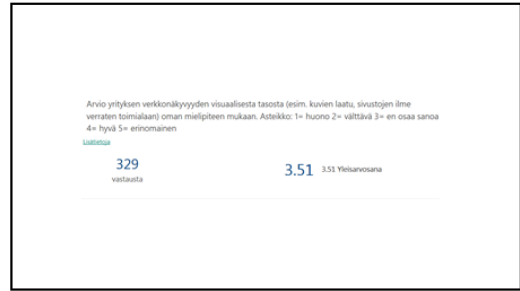 Arvio yrityksen verkkonäkyvyyden visuaalisesta tasosta (esim. kuvien laatu, sivustojen ilme
verraten toimialaan) oman mielipiteen mukaan. Asteikko: 1= huono 2= välttävä 3= en osaa sanoa
4= hyvä 5= erinomainen
Lisätietoja
329
vastausta
3.51 3.51 Yleisarvosana